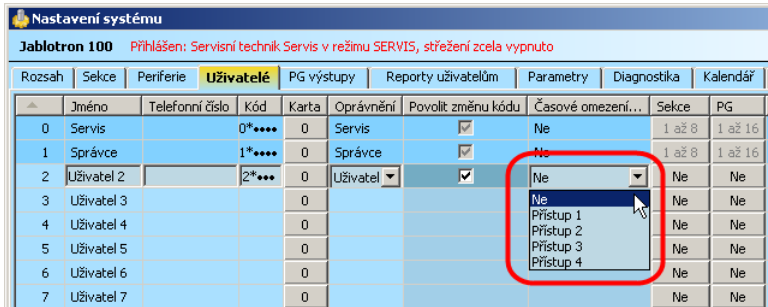 Nastavení systému
Jablotron 100 Přihlášen: Servisní technik Servis v režimu SERVIS, střežení zcela vypnuto
Rozsah Sekce Periferie Uživatelé PG výstupy Reporty uživatelům Parametry Diagnostika Kalendář
Jméno Telefonní číslo Kód Karta Oprávnění Povolit změnu kódu Časové omezení... Sekce PG
0 Servis 0*•••• 0 Servis Ne 1 až 8 1 až 16
1 Správce 1*•••• 0 Správce Ne 1 až 8 1 až 16
2 Uživatel 2 2*•••• 0 Uživatel Ne Ne Ne
3 Uživatel 3 0 Ne Ne Ne
4 Uživatel 4 0 Přístup 1 Ne Ne
Přístup 2
5 Uživatel 5 0 Přístup 3 Ne Ne
Přístup 4
6 Uživatel 6 0 Ne Ne
7 Uživatel 7 0 Ne Ne